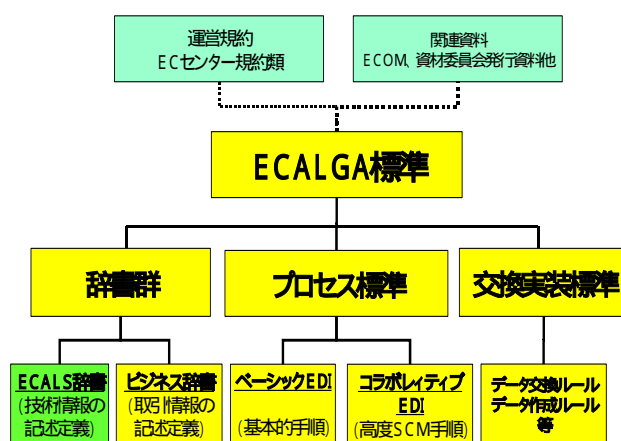 運営規約
ECセンター規約類
関連資料
ECOM、資材委員会発行資料他
ECALGA標準
辞書群
プロセス標準
交換実装標準
ECALS辞書
(技術情報の
記述定義)
ビジネス辞書
(取引情報の
記述定義)
ベーシックEDI
(基本的手順)
コラボレィティブ
EDI
(高度SCM手順)
データ交換ルール
データ作成ルール
等